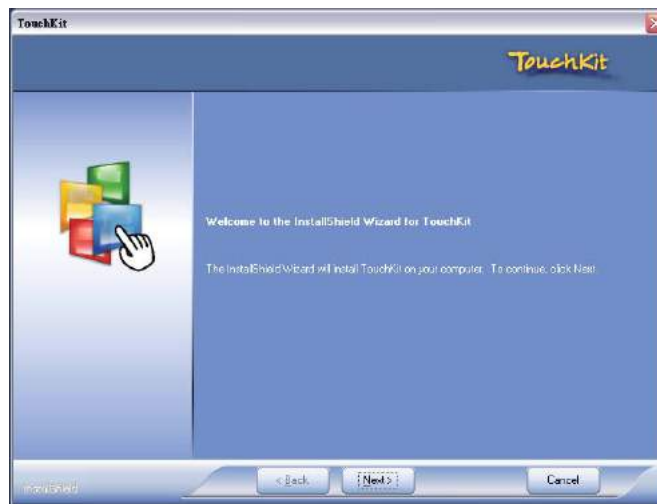 TouchKit
TouchKit
Welcome to the InstallShield Wizard for TouchKit
The InstallShield Wizard will install TouchKit on your computer. To continue, click Next.
InstallShield
< Back
Next >
Cancel